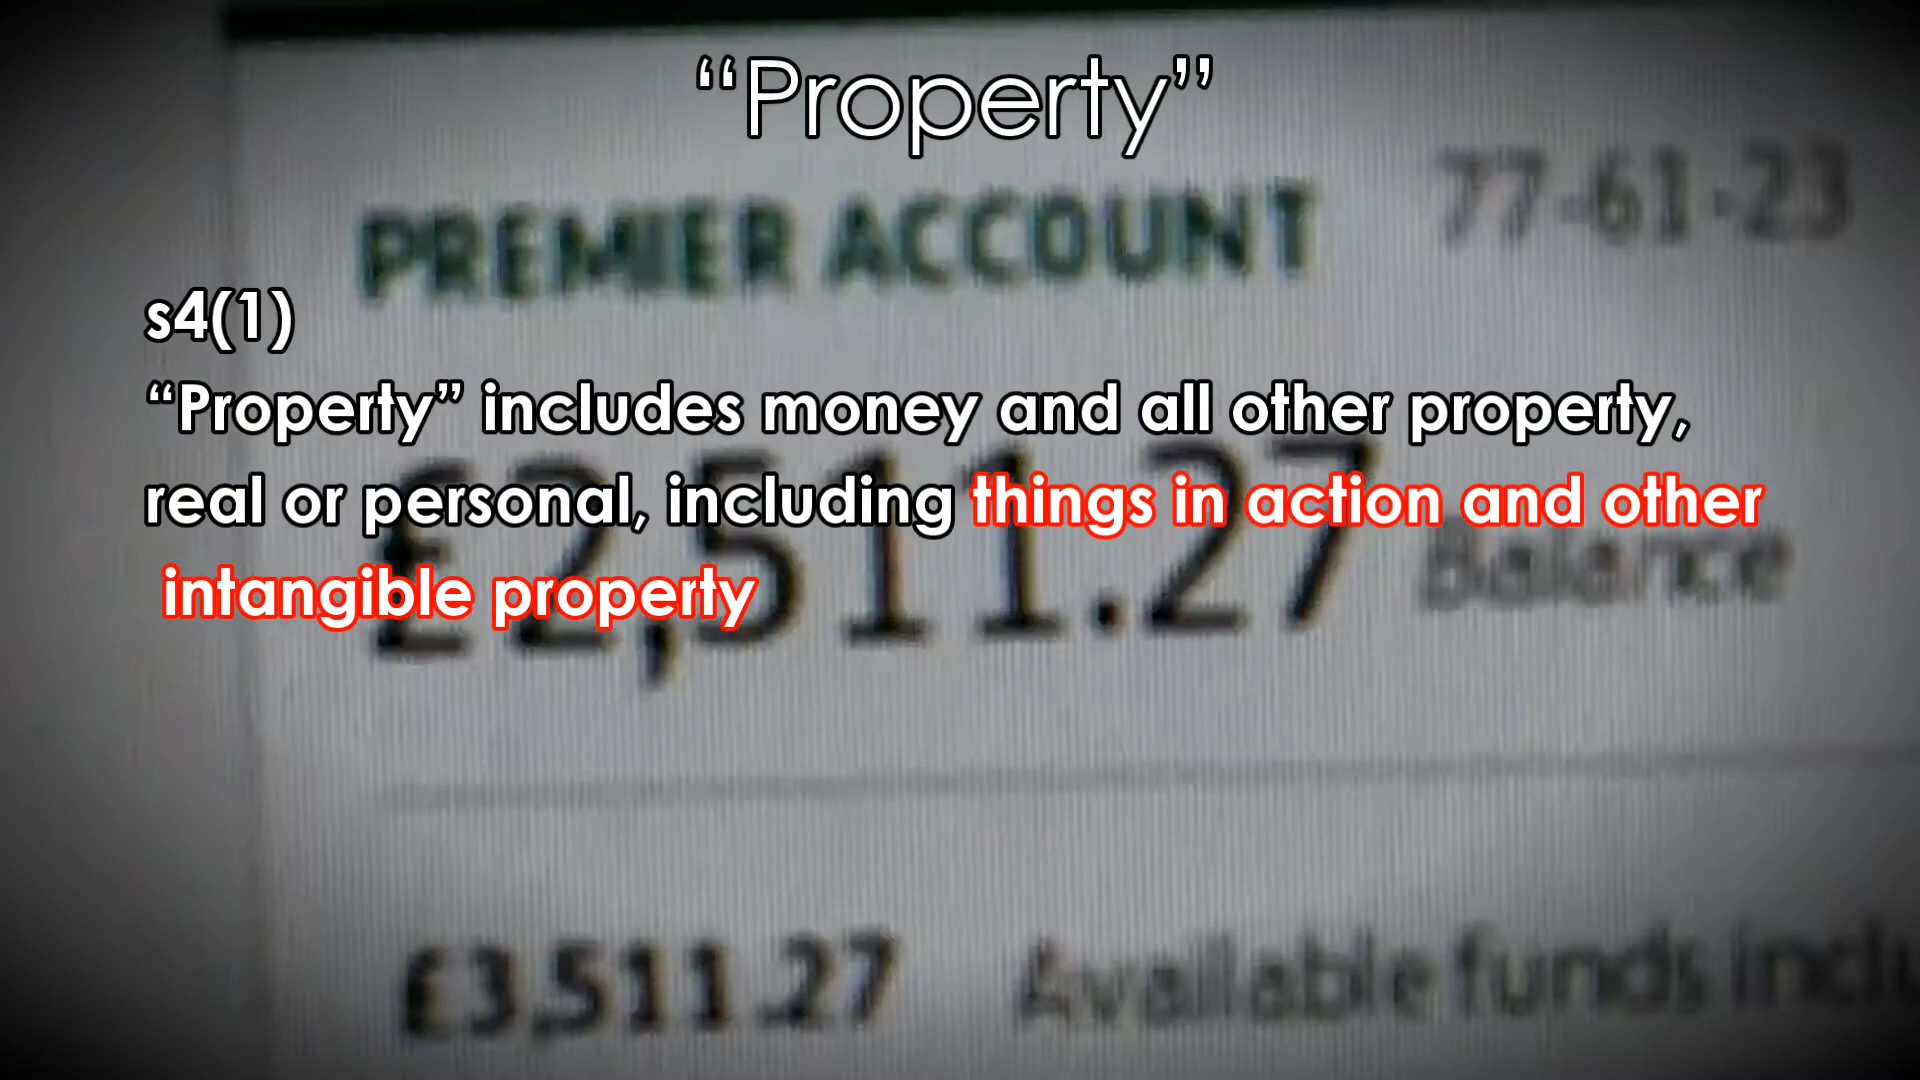 “Property”
PREMIER ACCOUNT
77-61-23
s4(1)
“Property” includes money and all other property,
real or personal, including things in action and other
intangible property
£2,511.27 Balance
£3,511.27 Available funds inclu